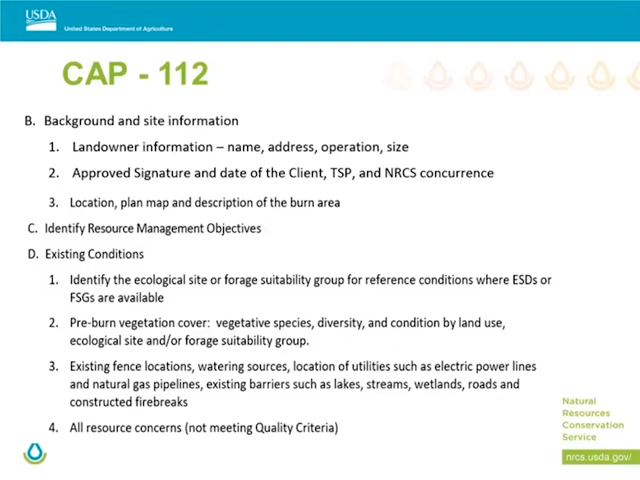 USDA
United States Department of Agriculture
CAP - 112
B. Background and site information
1. Landowner information – name, address, operation, size
2. Approved Signature and date of the Client, TSP, and NRCS concurrence
3. Location, plan map and description of the burn area
C. Identify Resource Management Objectives
D. Existing Conditions
1. Identify the ecological site or forage suitability group for reference conditions where ESDs or
FSGs are available
2. Pre-burn vegetation cover: vegetative species, diversity, and condition by land use,
ecological site and/or forage suitability group.
3. Existing fence locations, watering sources, location of utilities such as electric power lines
and natural gas pipelines, existing barriers such as lakes, streams, wetlands, roads and
constructed firebreaks
4. All resource concerns (not meeting Quality Criteria)
Natural
Resources
Conservation
Service
nrcs.usda.gov/